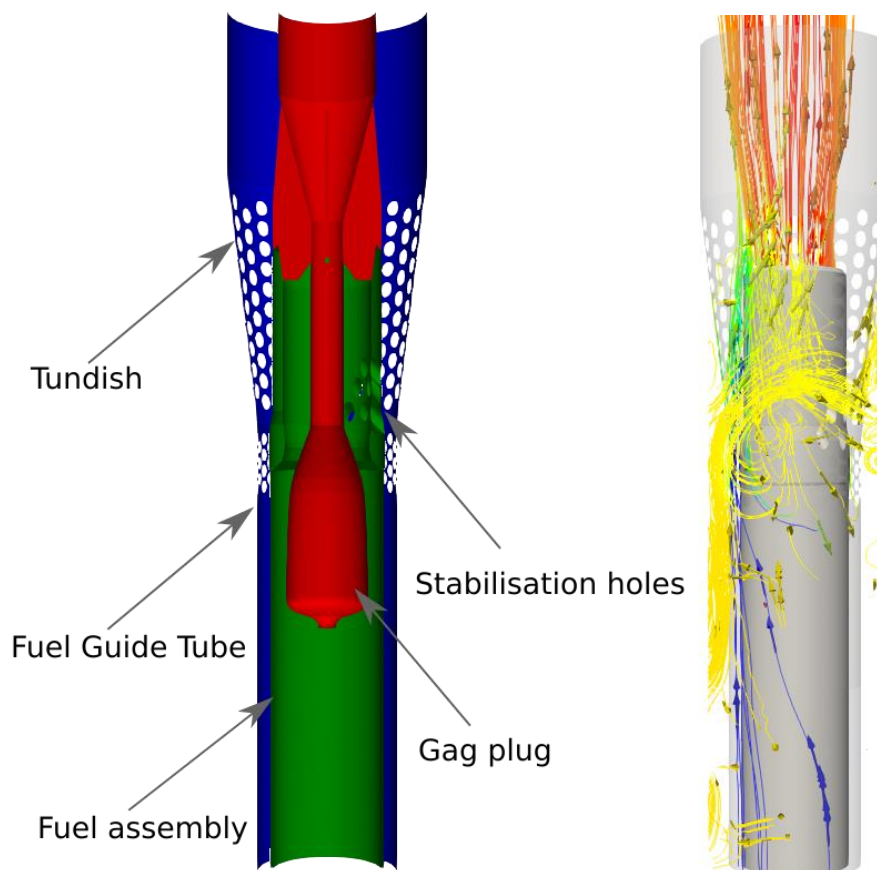 Tundish
Stabilisation holes
Fuel Guide Tube
Gag plug
Fuel assembly